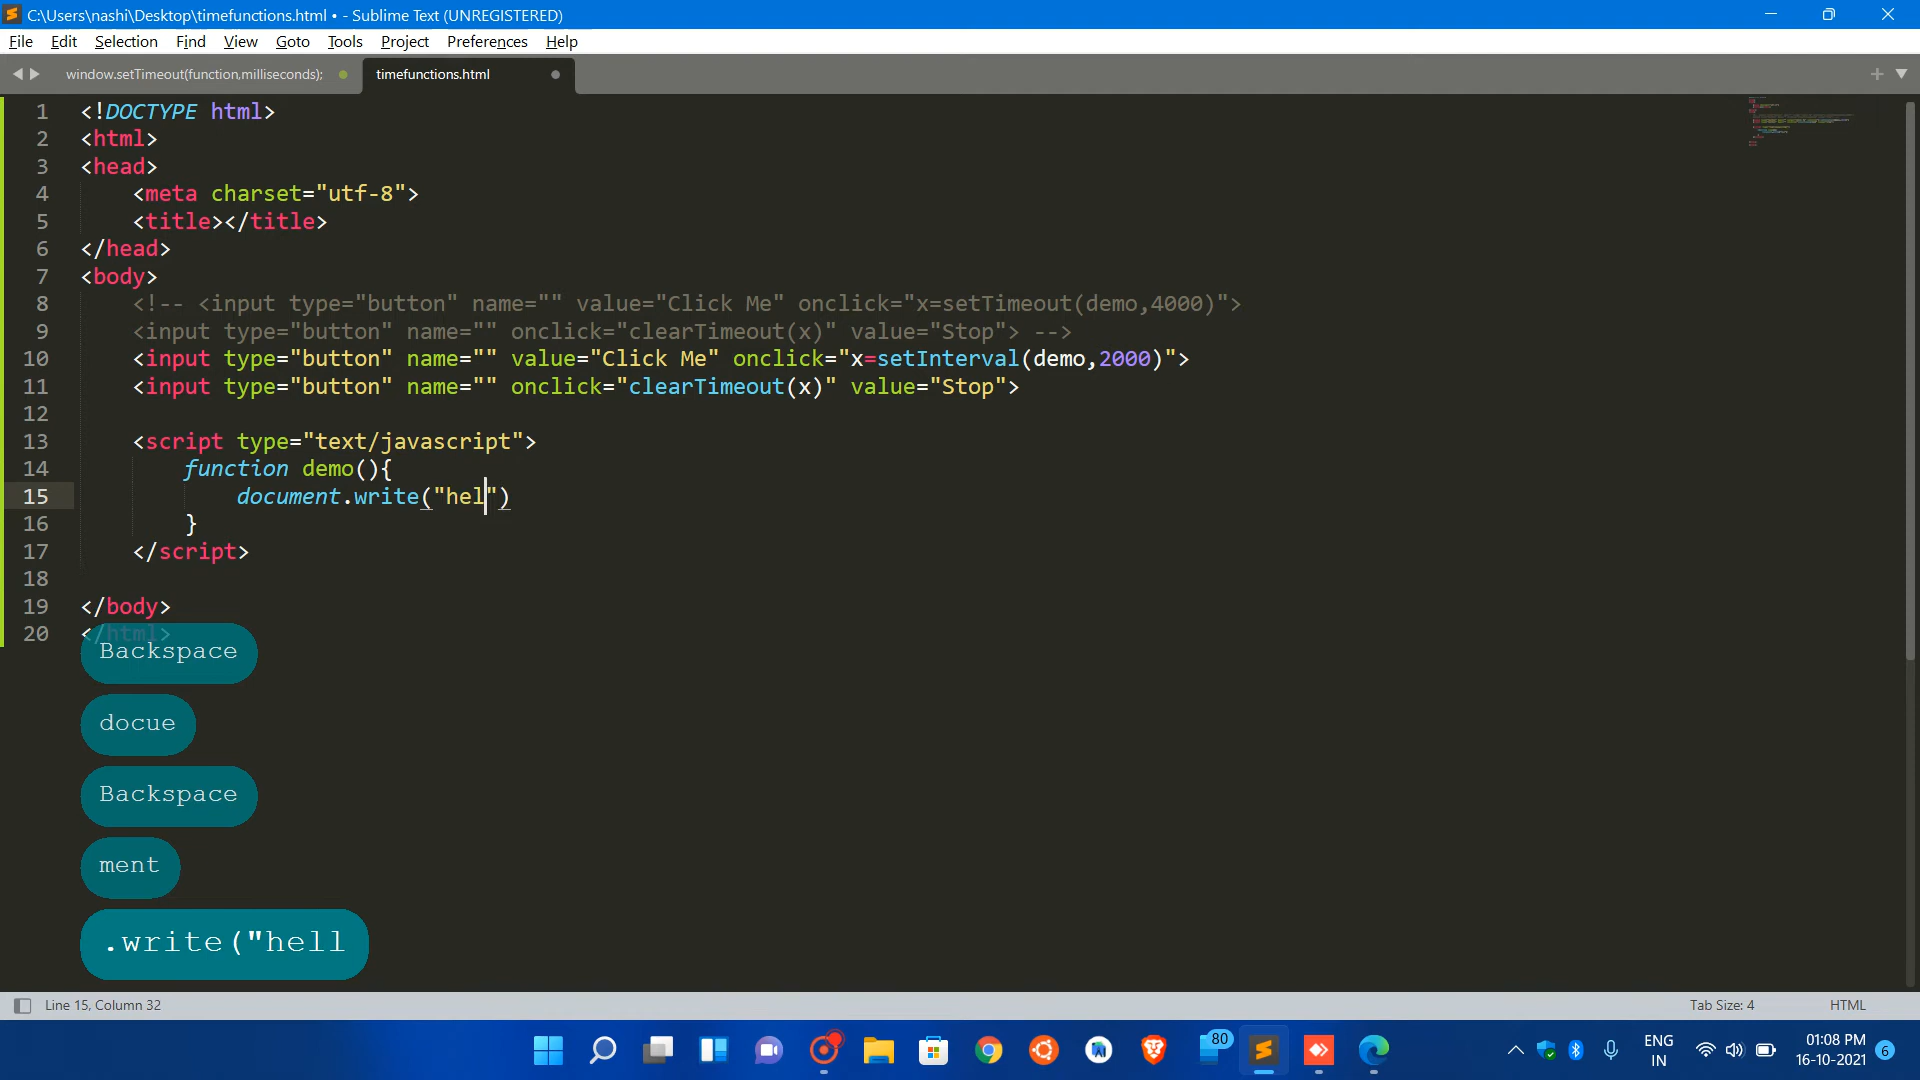 C:\Users\nashi\Desktop\timefunctions.html • - Sublime Text (UNREGISTERED)
File Edit Selection Find View Goto Tools Project Preferences Help
window.setTimeout(function,milliseconds); timefunctions.html
1 <!DOCTYPE html>
2 <html>
3 <head>
4 <meta charset="utf-8">
5 <title></title>
6 </head>
7 <body>
8 <!-- <input type="button" name="" value="Click Me" onclick="x=setTimeout(demo,4000)">
9 <input type="button" name="" onclick="clearTimeout(x)" value="Stop"> -->
10 <input type="button" name="" value="Click Me" onclick="x=setInterval(demo,2000)">
11 <input type="button" name="" onclick="clearTimeout(x)" value="Stop">
12
13 <script type="text/javascript">
14 function demo(){
15 document.write("hel")
16 }
17 </script>
18
19 </body>
20 </html>
Backspace
docue
Backspace
ment
.write("hell
Line 15, Column 32 Tab Size: 4 HTML
80
ENG
IN
01:08 PM
16-10-2021
6